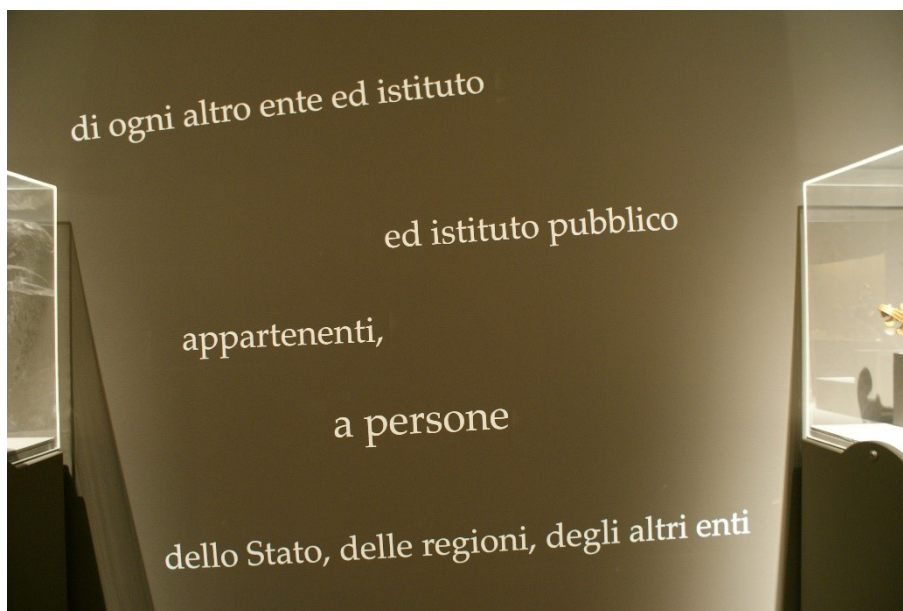 di ogni altro ente ed istituto
ed istituto pubblico
appartenenti,
a persone
dello Stato, delle regioni, degli altri enti